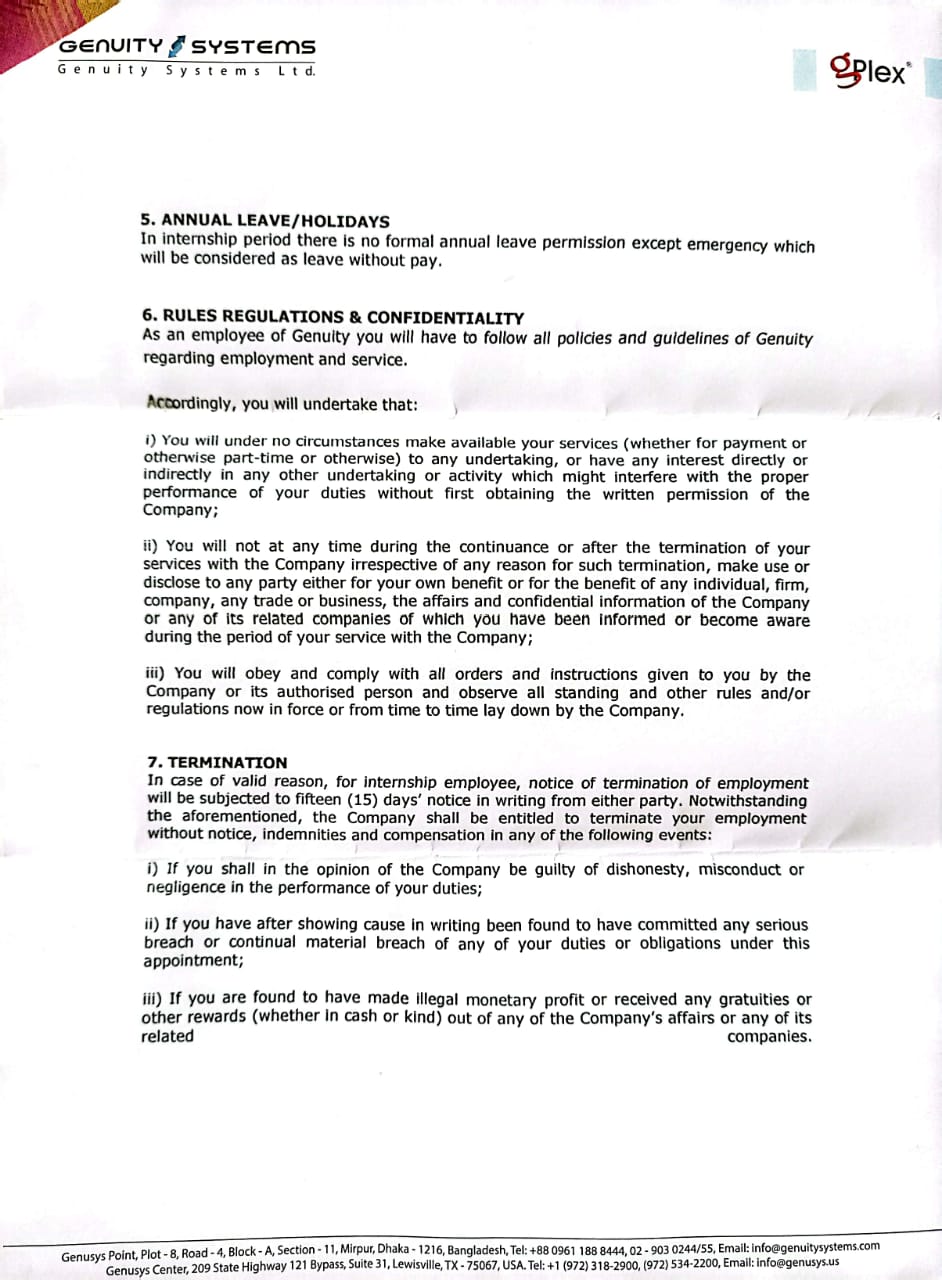 GENUITY SYSTEMS
Genuity Systems Ltd.
gPlex®
5. ANNUAL LEAVE/HOLIDAYS
In internship period there is no formal annual leave permission except emergency which
will be considered as leave without pay.
6. RULES REGULATIONS & CONFIDENTIALITY
As an employee of Genuity you will have to follow all policies and guidelines of Genuity
regarding employment and service.
Accordingly, you will undertake that:
i) You will under no circumstances make available your services (whether for payment or
otherwise part-time or otherwise) to any undertaking, or have any interest directly or
indirectly in any other undertaking or activity which might interfere with the proper
performance of your duties without first obtaining the written permission of the
Company;
ii) You will not at any time during the continuance or after the termination of your
services with the Company irrespective of any reason for such termination, make use or
disclose to any party either for your own benefit or for the benefit of any individual, firm,
company, any trade or business, the affairs and confidential information of the Company
or any of its related companies of which you have been informed or become aware
during the period of your service with the Company;
iii) You will obey and comply with all orders and instructions given to you by the
Company or its authorised person and observe all standing and other rules and/or
regulations now in force or from time to time lay down by the Company.
7. TERMINATION
In case of valid reason, for internship employee, notice of termination of employment
will be subjected to fifteen (15) days' notice in writing from either party. Notwithstanding
the aforementioned, the Company shall be entitled to terminate your employment
without notice, indemnities and compensation in any of the following events:
i) If you shall in the opinion of the Company be guilty of dishonesty, misconduct or
negligence in the performance of your duties;
ii) If you have after showing cause in writing been found to have committed any serious
breach or continual material breach of any of your duties or obligations under this
appointment;
iii) If you are found to have made illegal monetary profit or received any gratuities or
other rewards (whether in cash or kind) out of any of the Company's affairs or any of its
related companies.
Genusys Point, Plot - 8, Road - 4, Block - A, Section - 11, Mirpur, Dhaka - 1216, Bangladesh, Tel: +88 0961 188 8444, 02 - 903 0244/55, Email: info@genuitysystems.com
Genusys Center, 209 State Highway 121 Bypass, Suite 31, Lewisville, TX - 75067, USA. Tel: +1 (972) 318-2900, (972) 534-2200, Email: info@genusys.us